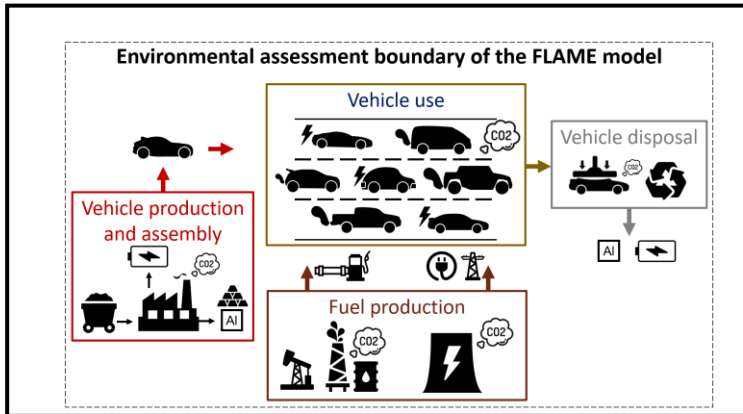 Environmental assessment boundary of the FLAME model
Vehicle use
CO2
Vehicle disposal
CO2
Vehicle production
and assembly
CO2
Al
Al
Fuel production
CO2
CO2